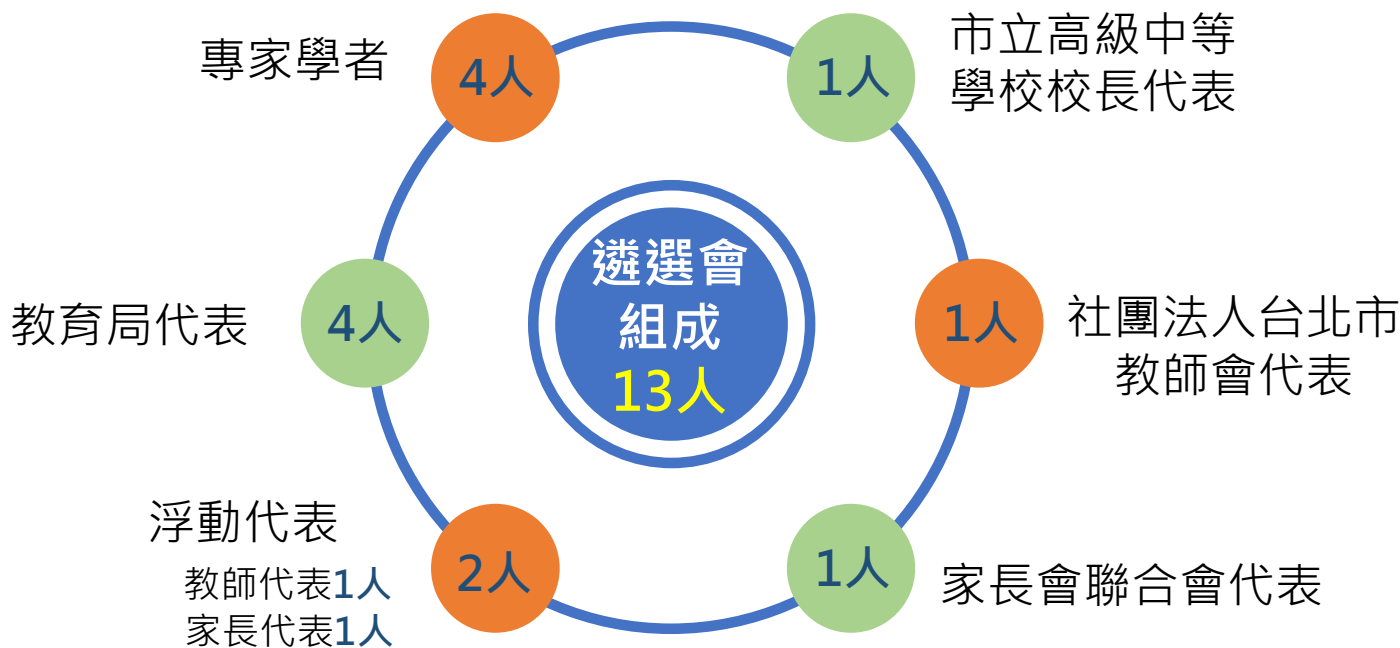 遴選會
組成
13人
專家學者
4人
1人
市立高級中等
學校校長代表
教育局代表
4人
1人
社團法人台北市
教師會代表
浮動代表
教師代表1人
家長代表1人
2人
1人
家長會聯合會代表